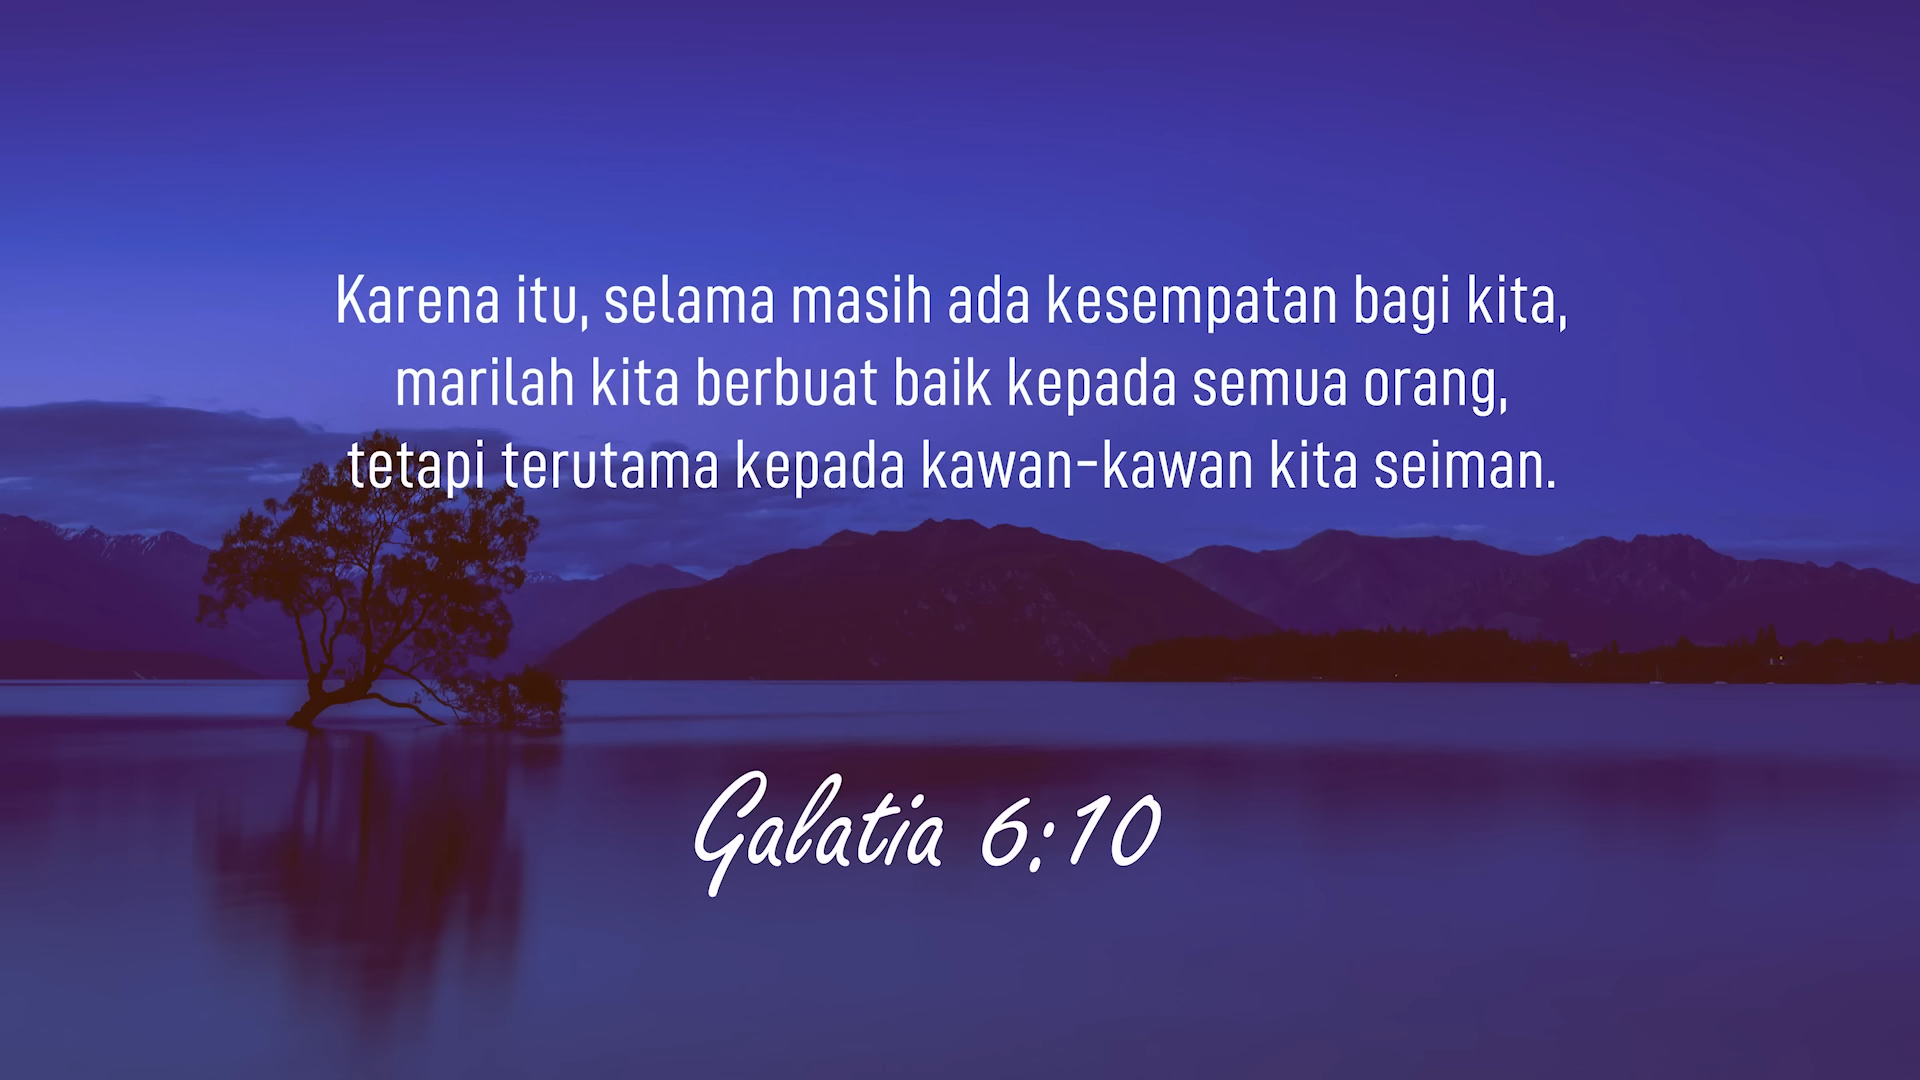 Karena itu, selama masih ada kesempatan bagi kita,
marilah kita berbuat baik kepada semua orang,
tetapi terutama kepada kawan-kawan kita seiman.
Galatia 6:10